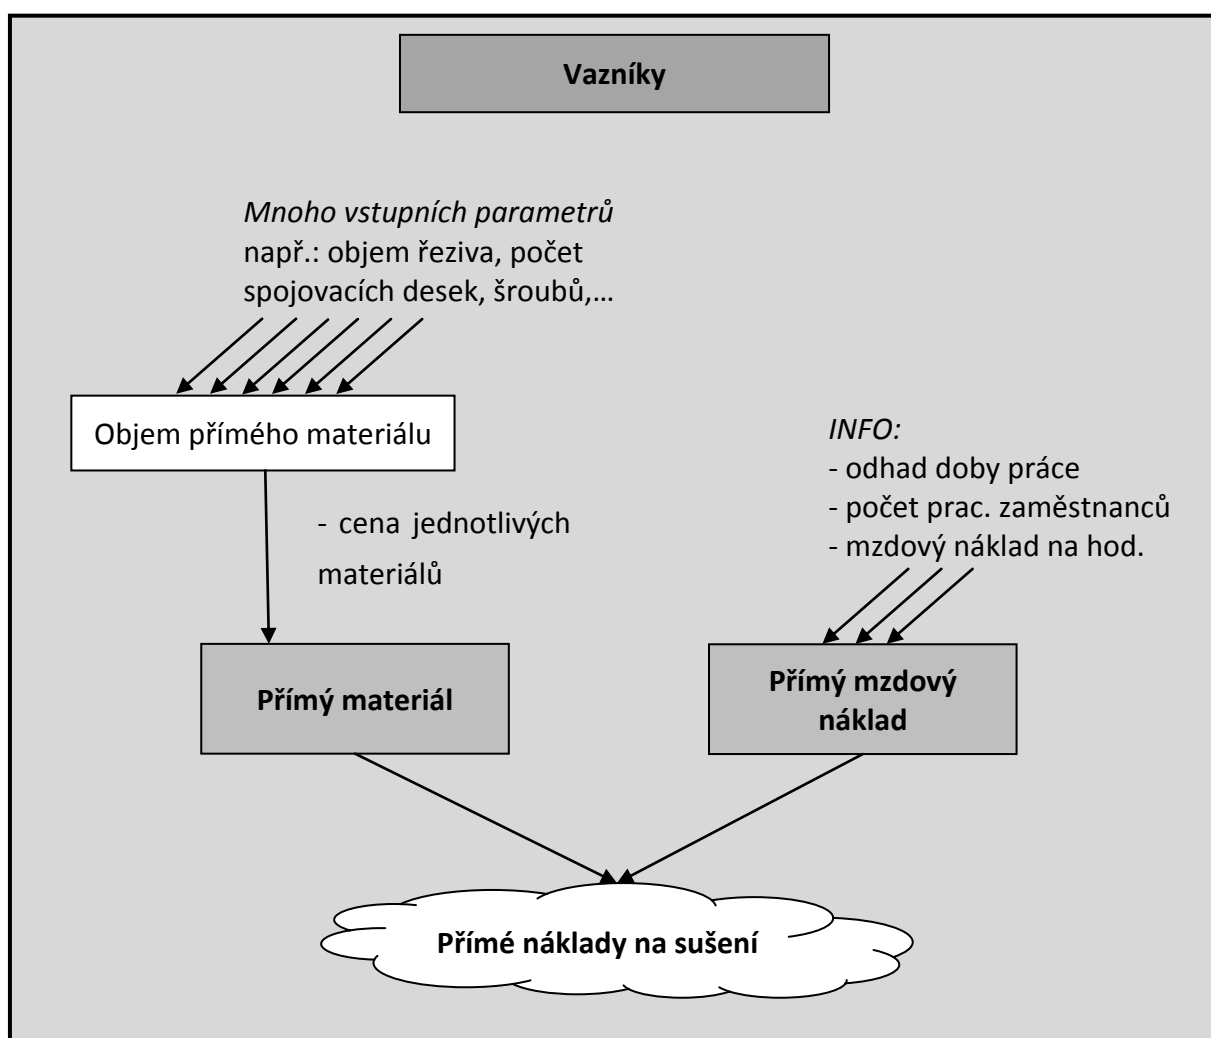 Vazníky
Mnoho vstupních parametrů
např.: objem řeziva, počet
spojovacích desek, šroubů,…
Objem přímého materiálu
- cena jednotlivých
materiálů
INFO:
- odhad doby práce
- počet prac. zaměstnanců
- mzdový náklad na hod.
Přímý materiál
Přímý mzdový
náklad
Přímé náklady na sušení